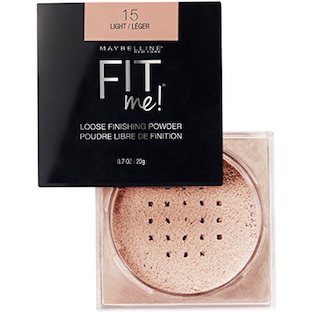 15
LIGHT / LÉGER
MAYBELLINE
NEW YORK
FIT
me!®
LOOSE FINISHING POWDER
POUDRE LIBRE DE FINITION
0.7 OZ / 20g